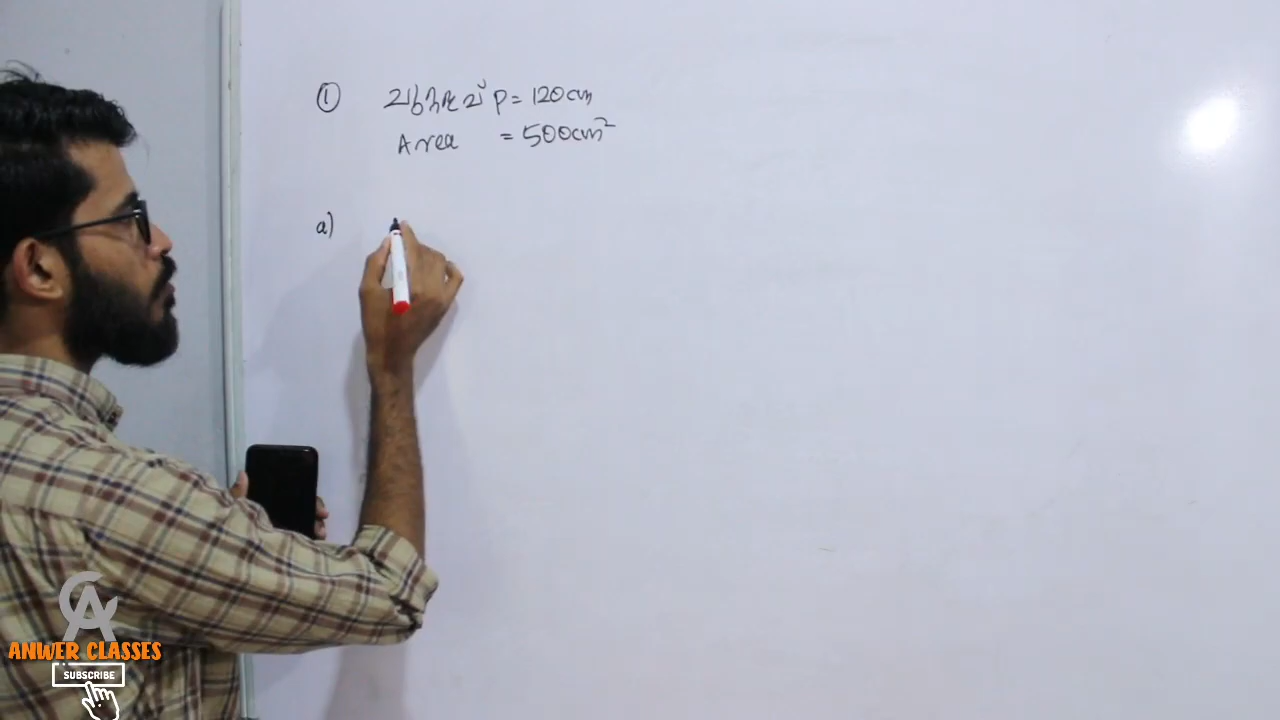 ① ചുറ്റളവ് P = 120cm
Area = 500cm²
a)
ANWER CLASSES
SUBSCRIBE